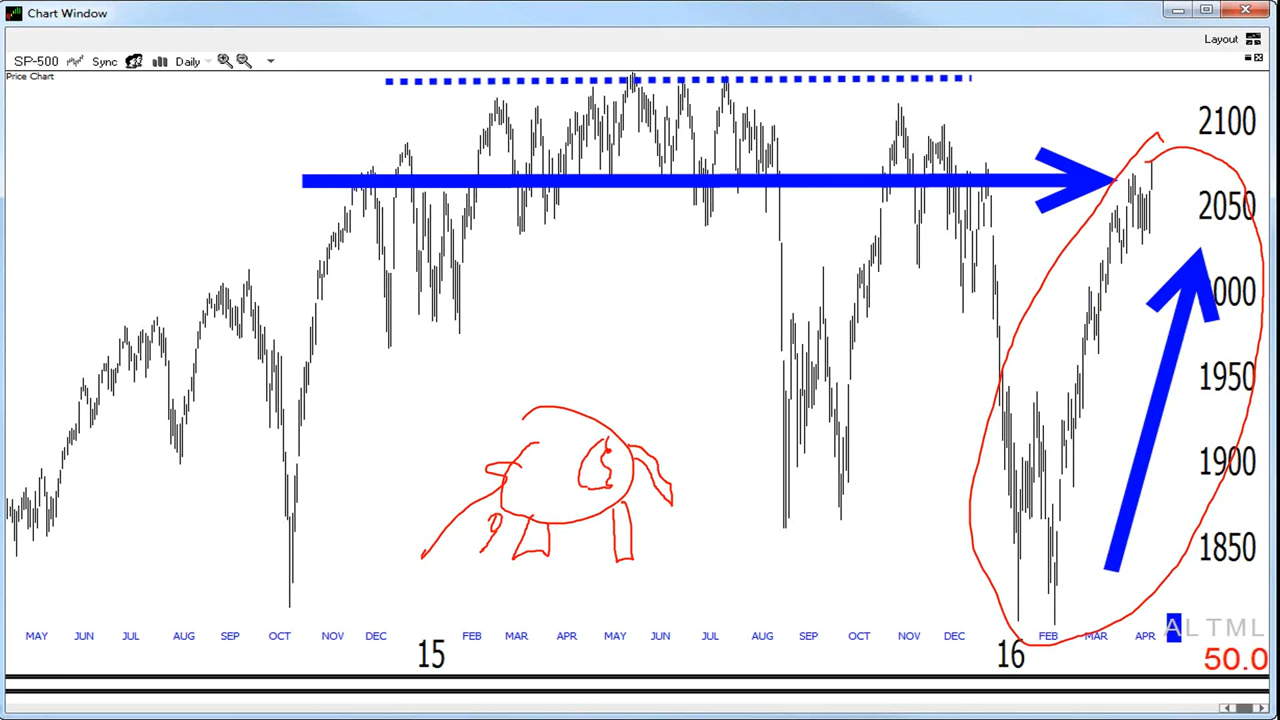 Chart Window
Layout
SP-500 Sync Daily
Price Chart
2100
2050
2000
1950
1900
1850
MAY JUN JUL AUG SEP OCT NOV DEC FEB MAR APR MAY JUN JUL AUG SEP OCT NOV DEC FEB MAR APR
15 16
AL TML
50.0